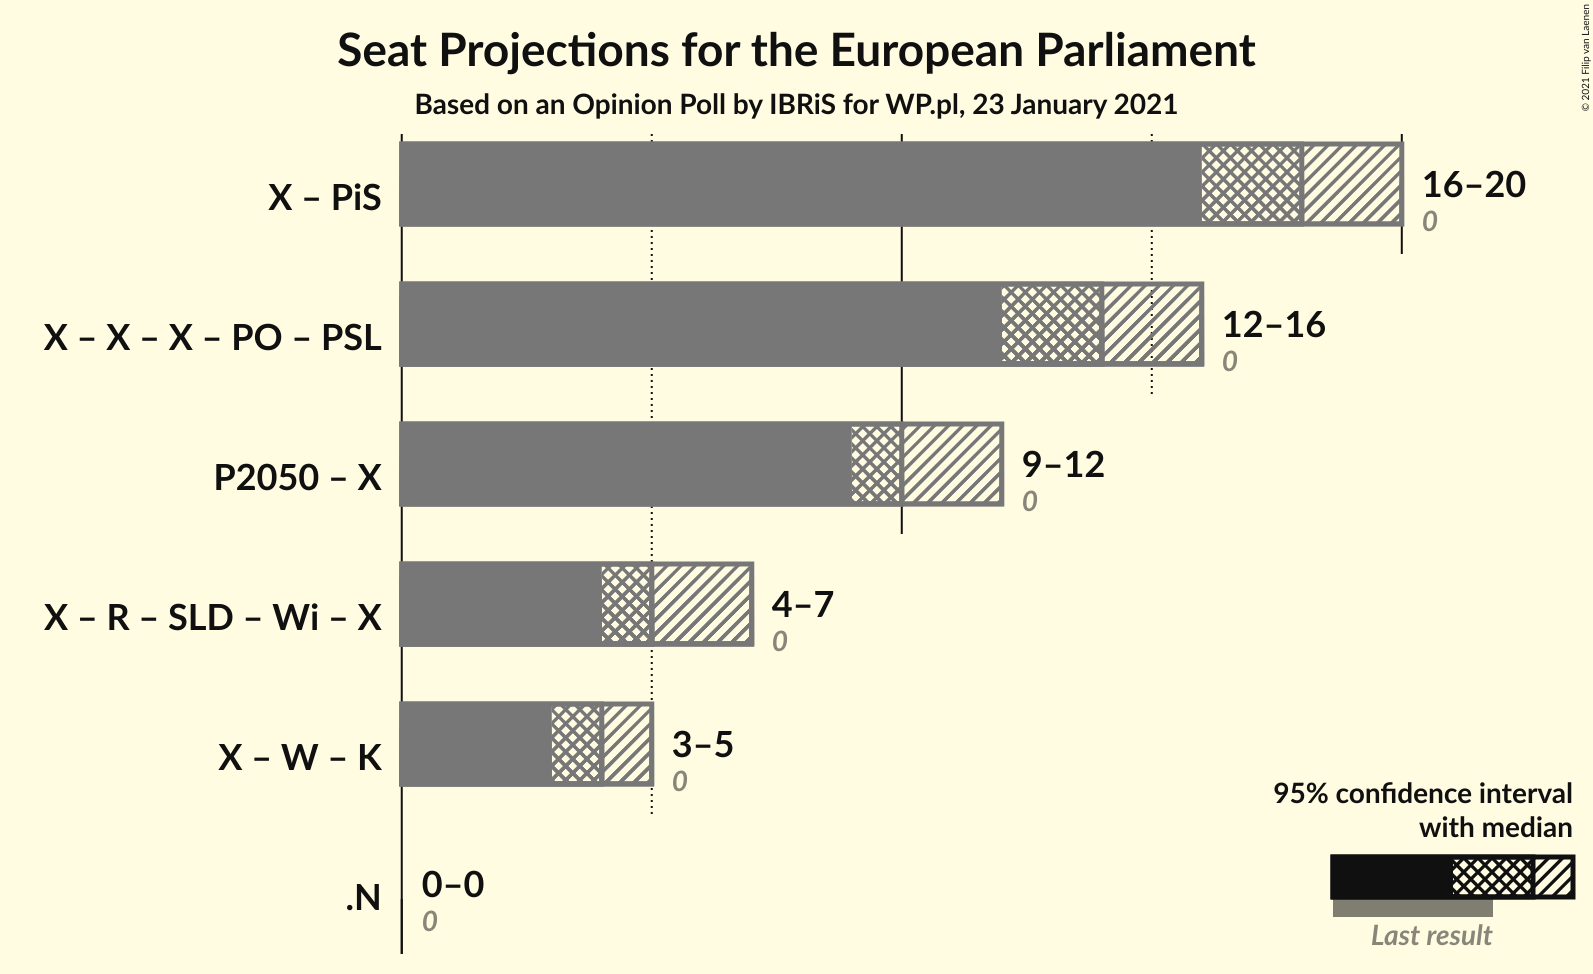 Seat Projections for the European Parliament
Based on an Opinion Poll by IBRiS for WP.pl, 23 January 2021
© 2021 Filip van Laenen
X – PiS
16–20
0
X – X – X – PO – PSL
12–16
0
P2050 – X
9–12
0
X – R – SLD – Wi – X
4–7
0
X – W – K
3–5
0
.N
0–0
0
95% confidence interval
with median
Last result